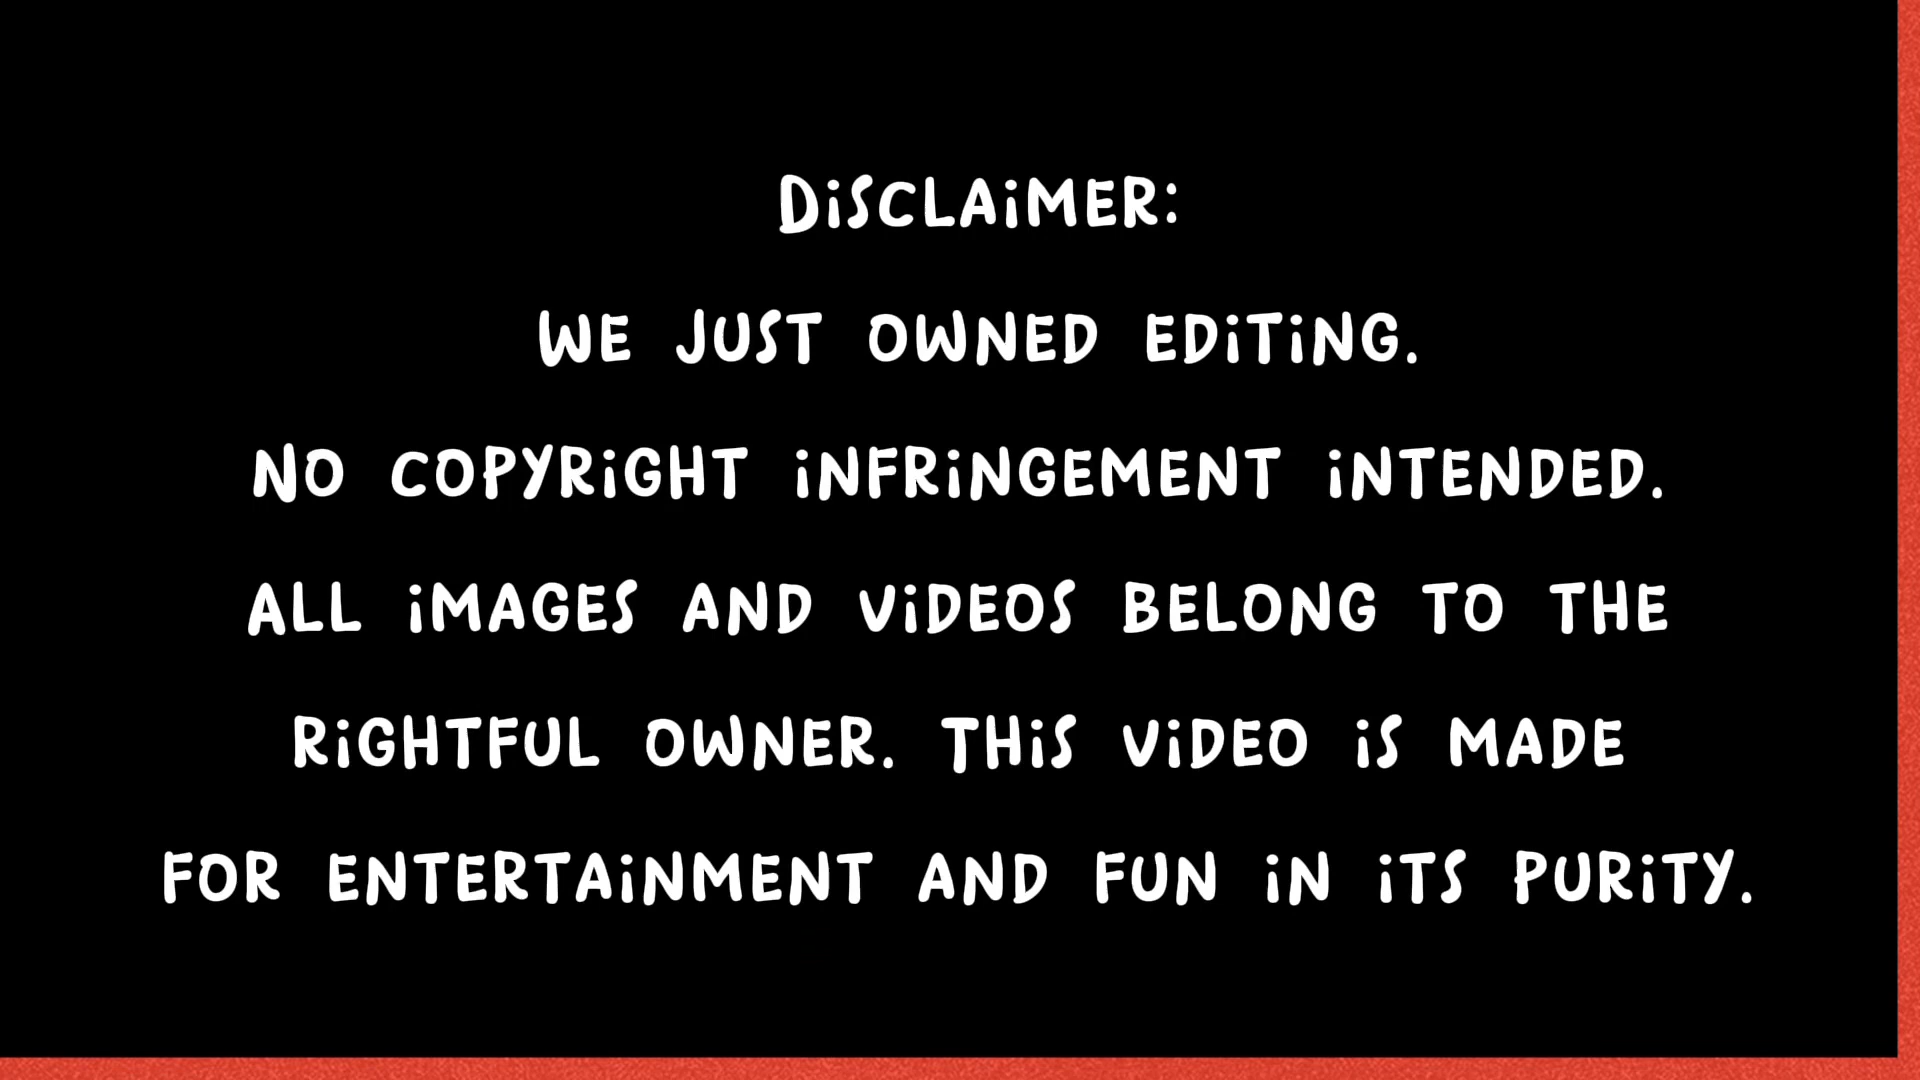 DiSCLAiMER:
WE JUST OWNED EDiTiNG.
NO COPYRiGHT iNFRiNGEMENT iNTENDED.
ALL iMAGES AND ViDEOS BELONG TO THE
RiGHTFUL OWNER. THiS ViDEO iS MADE
FOR ENTERTAiNMENT AND FUN iN iTS PURiTY.